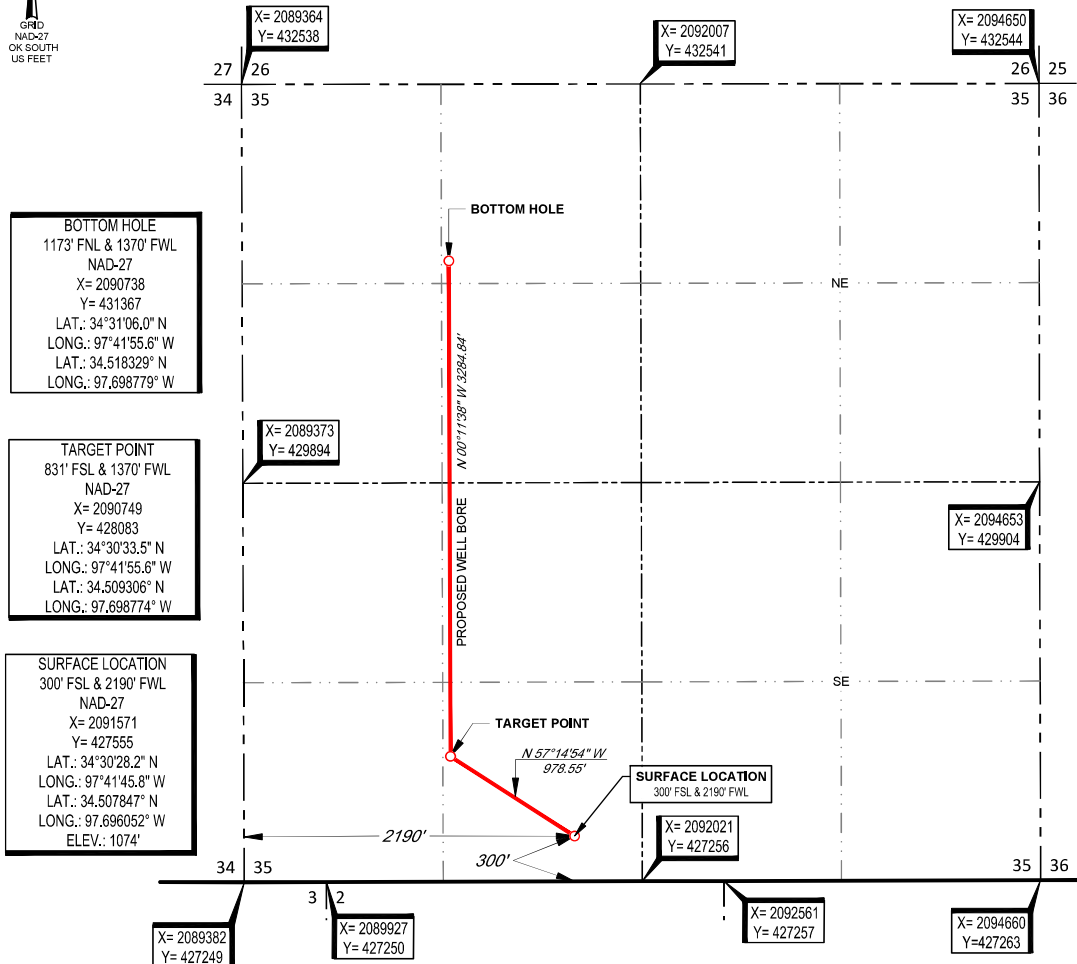 GRID
NAD-27
OK SOUTH
US FEET
X= 2089364
Y= 432538
X= 2092007
Y= 432541
X= 2094650
Y= 432544
27 26
34 35
26 25
35 36
BOTTOM HOLE
1173' FNL & 1370' FWL
NAD-27
X= 2090738
Y= 431367
LAT.: 34°31'06.0" N
LONG.: 97°41'55.6" W
LAT.: 34.518329° N
LONG.: 97.698779° W
BOTTOM HOLE
NE
N 00°11'38" W 3284.84'
X= 2089373
Y= 429894
TARGET POINT
831' FSL & 1370' FWL
NAD-27
X= 2090749
Y= 428083
LAT.: 34°30'33.5" N
LONG.: 97°41'55.6" W
LAT.: 34.509306° N
LONG.: 97.698774° W
X= 2094653
Y= 429904
PROPOSED WELL BORE
SURFACE LOCATION
300' FSL & 2190' FWL
NAD-27
X= 2091571
Y= 427555
LAT.: 34°30'28.2" N
LONG.: 97°41'45.8" W
LAT.: 34.507847° N
LONG.: 97.696052° W
ELEV.: 1074'
SE
TARGET POINT
N 57°14'54" W
978.55'
SURFACE LOCATION
300' FSL & 2190' FWL
2190'
300'
X= 2092021
Y= 427256
34 35
35 36
3 2
X= 2089382
Y= 427249
X= 2089927
Y= 427250
X= 2092561
Y= 427257
X= 2094660
Y=427263